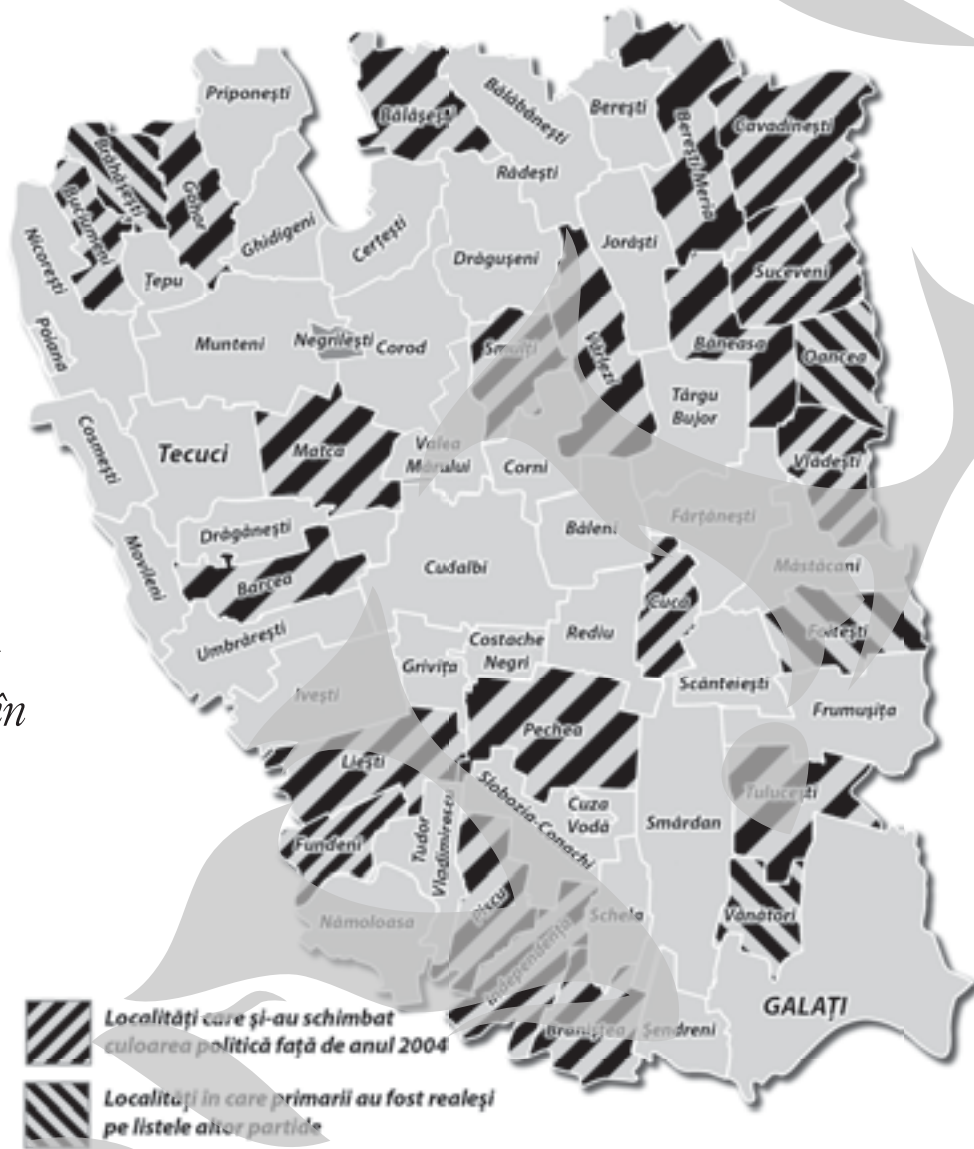 Priponești
Bălășești
Bălăbănești
Berești
Berești Meria
Cavadinești
Brăhășești
Gohor
Buciumeni
Nicorești
Țepu
Ghidigeni
Certești
Rădești
Drăgușeni
Jorăști
Suceveni
Poiana
Munteni
Negrilești
Corod
Smulți
Vârlezi
Băneasa
Oancea
Târgu
Bujor
Cosmești
Tecuci
Matca
Valea
Mărului
Corni
Vlădești
Drăgănești
Movileni
Barcea
Cudalbi
Băleni
Fârțănești
Măstăcani
Cuca
Foltești
Umbrărești
Ivești
Grivița
Costache
Negri
Rediu
Scânteiești
Frumușița
în
Pechea
Liești
Slobozia-Conachi
Cuza
Vodă
Smârdan
Tulucești
Fundeni
Tudor
Vladimirescu
Piscu
Independența
Schela
Vânători
Nămoloasa
Braniștea
Șendreni
GALAȚI
Localități care și-au schimbat
culoarea politică față de anul 2004
Localități în care primarii au fost realeși
pe listele altor partide